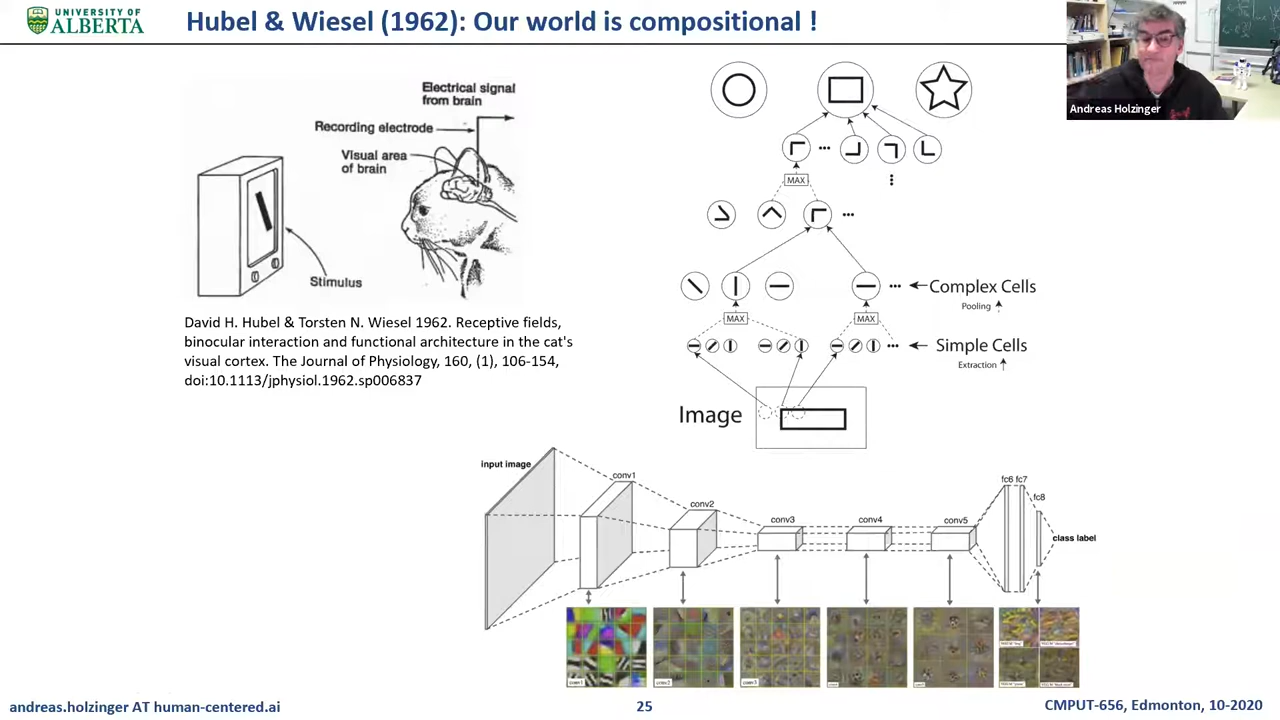 UNIVERSITY OF
ALBERTA
Hubel & Wiesel (1962): Our world is compositional !
Andreas Holzinger
Electrical signal
from brain
Recording electrode
Visual area
of brain
Stimulus
David H. Hubel & Torsten N. Wiesel 1962. Receptive fields,
binocular interaction and functional architecture in the cat's
visual cortex. The Journal of Physiology, 160, (1), 106-154,
doi:10.1113/jphysiol.1962.sp006837
MAX
Complex Cells
Pooling
MAX
MAX
Simple Cells
Extraction
Image
input image
conv1
conv2
conv3
conv4
conv5
fc6 fc7
fc8
class label
conv1
conv2
conv3
andreas.holzinger AT human-centered.ai
25
CMPUT-656, Edmonton, 10-2020